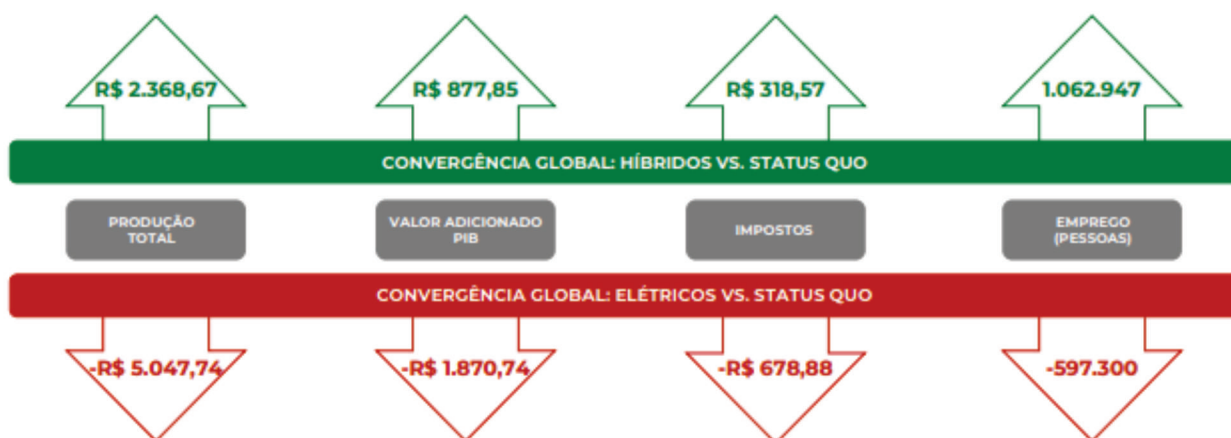 R$ 2.368,67
R$ 877,85
R$ 318,57
1.062.947
CONVERGÊNCIA GLOBAL: HÍBRIDOS VS. STATUS QUO
PRODUÇÃO
TOTAL
VALOR ADICIONADO
PIB
IMPOSTOS
EMPREGO
(PESSOAS)
CONVERGÊNCIA GLOBAL: ELÉTRICOS VS. STATUS QUO
-R$ 5.047,74
-R$ 1.870,74
-R$ 678,88
-597.300